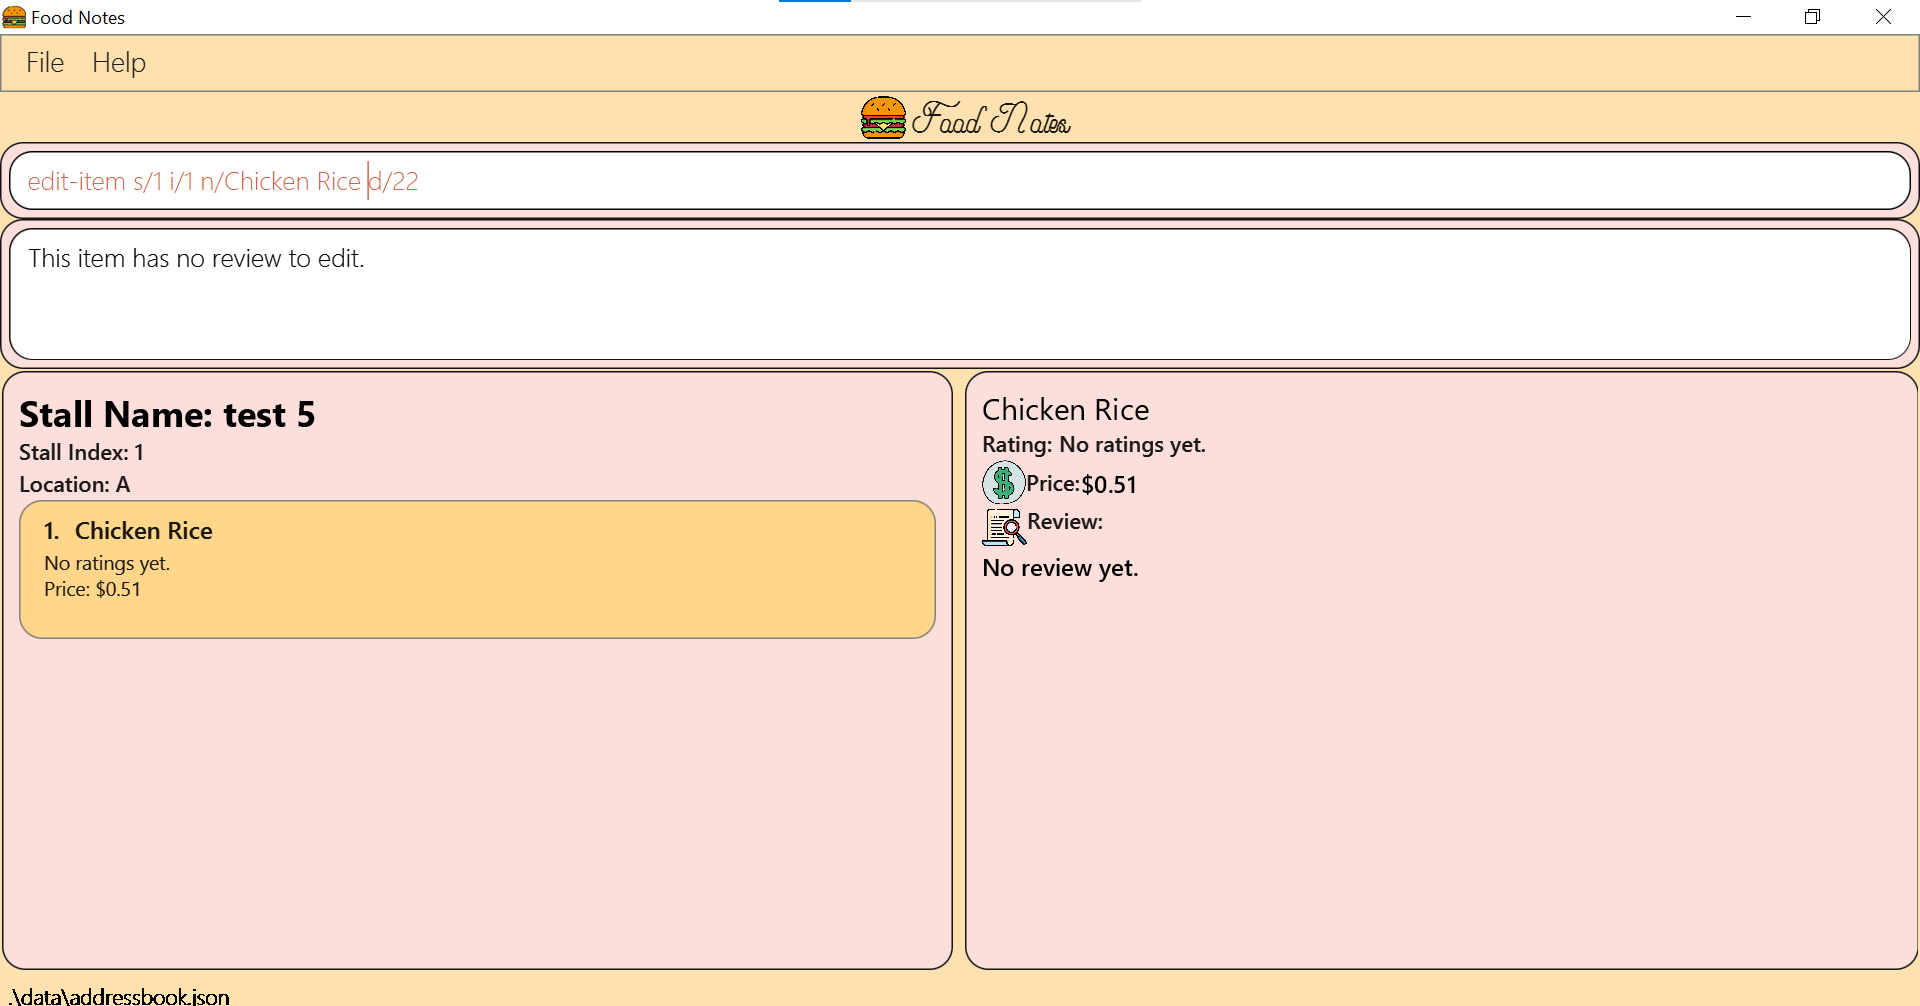 Food Notes
File Help
Food Notes
edit-item s/1 i/1 n/Chicken Rice d/22
This item has no review to edit.
Stall Name: test 5
Stall Index: 1
Location: A
1. Chicken Rice
No ratings yet.
Price: $0.51
Chicken Rice
Rating: No ratings yet.
Price:$0.51
Review:
No review yet.
.\data\addressbook.json